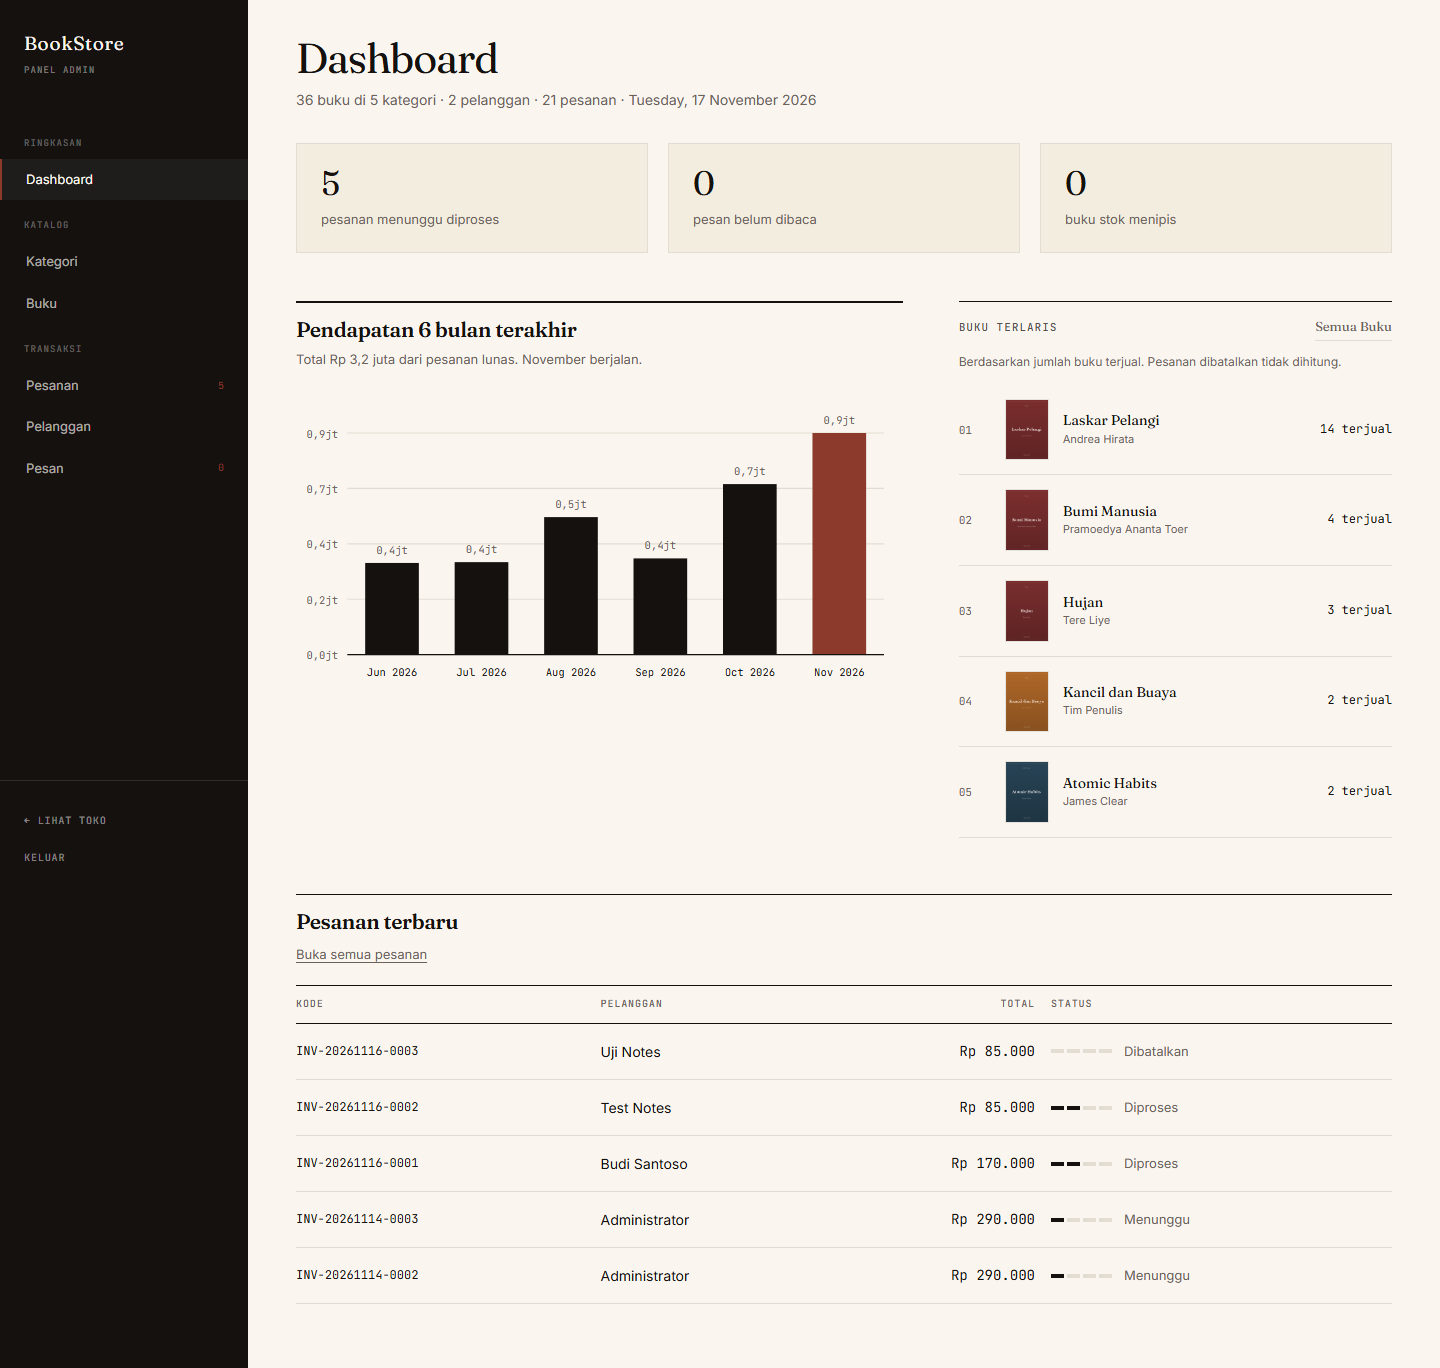 BookStore
PANEL ADMIN
RINGKASAN
Dashboard
KATALOG
Kategori
Buku
TRANSAKSI
Pesanan 5
Pelanggan
Pesan 0
← LIHAT TOKO
KELUAR
Dashboard
36 buku di 5 kategori · 2 pelanggan · 21 pesanan · Tuesday, 17 November 2026
5
pesanan menunggu diproses
0
pesan belum dibaca
0
buku stok menipis
Pendapatan 6 bulan terakhir
Total Rp 3,2 juta dari pesanan lunas. November berjalan.
0,9jt
0,7jt
0,4jt
0,2jt
0,0jt
0,4jt
0,4jt
0,5jt
0,4jt
0,7jt
0,9jt
Jun 2026 Jul 2026 Aug 2026 Sep 2026 Oct 2026 Nov 2026
BUKU TERLARIS Semua Buku
Berdasarkan jumlah buku terjual. Pesanan dibatalkan tidak dihitung.
01 Laskar Pelangi Laskar Pelangi 14 terjual
Andrea Hirata
02 Bumi Manusia Bumi Manusia 4 terjual
Pramoedya Ananta Toer
03 Hujan Hujan 3 terjual
Tere Liye
04 Kancil dan Buaya Kancil dan Buaya 2 terjual
Tim Penulis
05 Atomic Habits Atomic Habits 2 terjual
James Clear
Pesanan terbaru
Buka semua pesanan
KODE PELANGGAN TOTAL STATUS
INV-20261116-0003 Uji Notes Rp 85.000 Dibatalkan
INV-20261116-0002 Test Notes Rp 85.000 Diproses
INV-20261116-0001 Budi Santoso Rp 170.000 Diproses
INV-20261114-0003 Administrator Rp 290.000 Menunggu
INV-20261114-0002 Administrator Rp 290.000 Menunggu